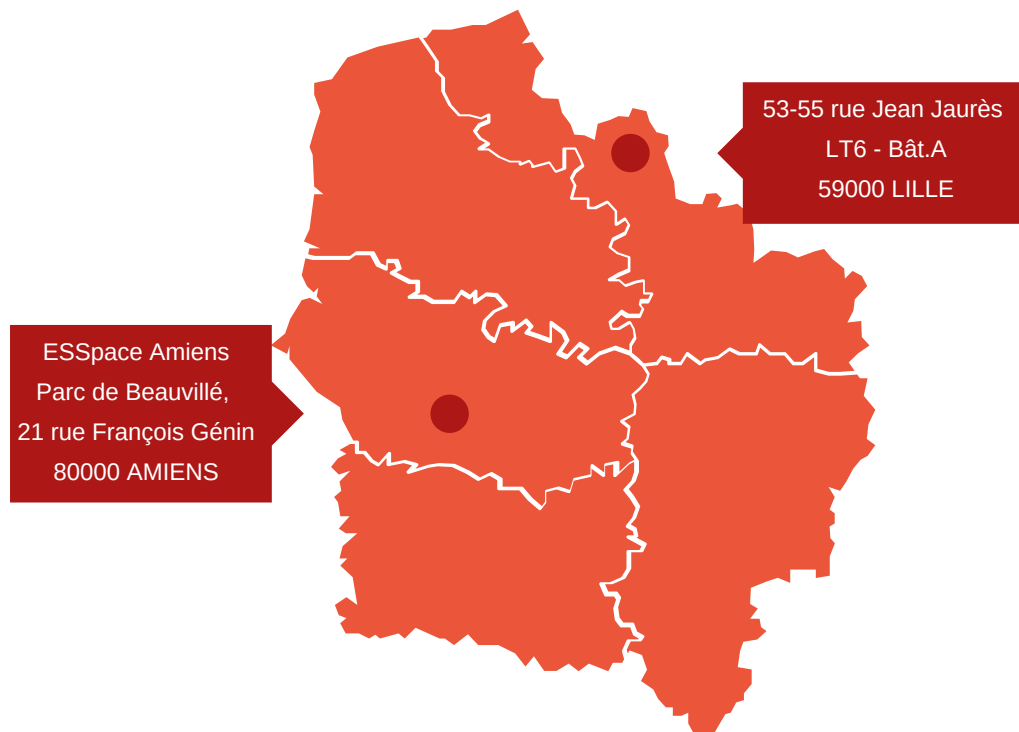 53-55 rue Jean Jaurès
LT6 - Bât.A
59000 LILLE
ESSpace Amiens
Parc de Beauvillé,
21 rue François Génin
80000 AMIENS